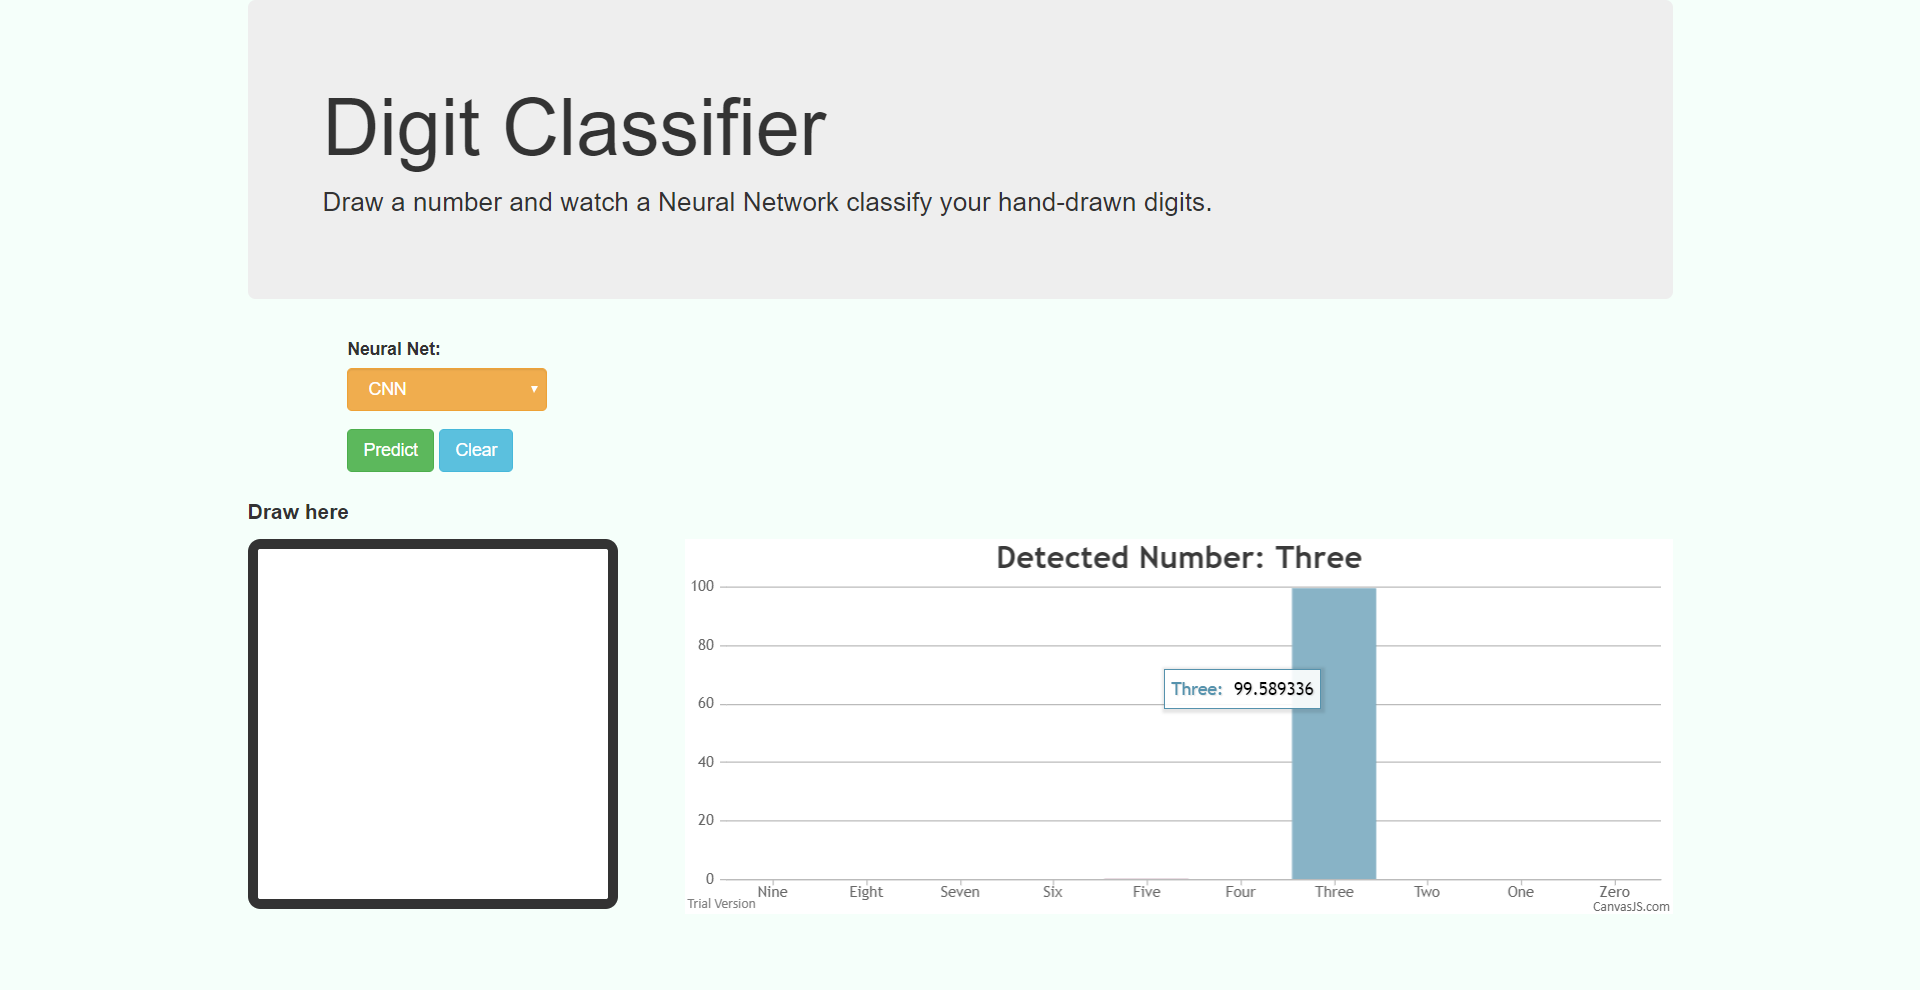 Digit Classifier
Draw a number and watch a Neural Network classify your hand-drawn digits.
Neural Net:
CNN
Predict Clear
Draw here
Detected Number: Three
100
80
60
40
20
0
Three: 99.589336
Nine Eight Seven Six Five Four Three Two One Zero
Trial Version
CanvasJS.com